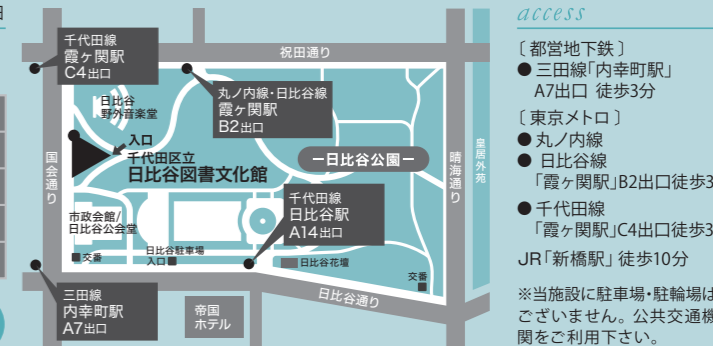 田
千代田線
霞ヶ関駅
C4出口
祝田通り
丸ノ内線・日比谷線
霞ヶ関駅
B2出口
日比谷
野外音楽堂
入口
千代田区立
日比谷図書文化館
日比谷公園
国会通り
晴海通り
皇居外苑
千代田線
日比谷駅
A14出口
市政会館/
日比谷公会堂
交番
日比谷駐車場
入口
日比谷花壇
交番
日比谷通り
三田線
内幸町駅
A7出口
帝国
ホテル
access
〔都営地下鉄〕
● 三田線「内幸町駅」
A7出口 徒歩3分
〔東京メトロ〕
● 丸ノ内線
● 日比谷線
「霞ヶ関駅」B2出口徒歩3
● 千代田線
「霞ヶ関駅」C4出口徒歩3
JR「新橋駅」 徒歩10分
※当施設に駐車場・駐輪場は
ございません。公共交通機
関をご利用下さい。